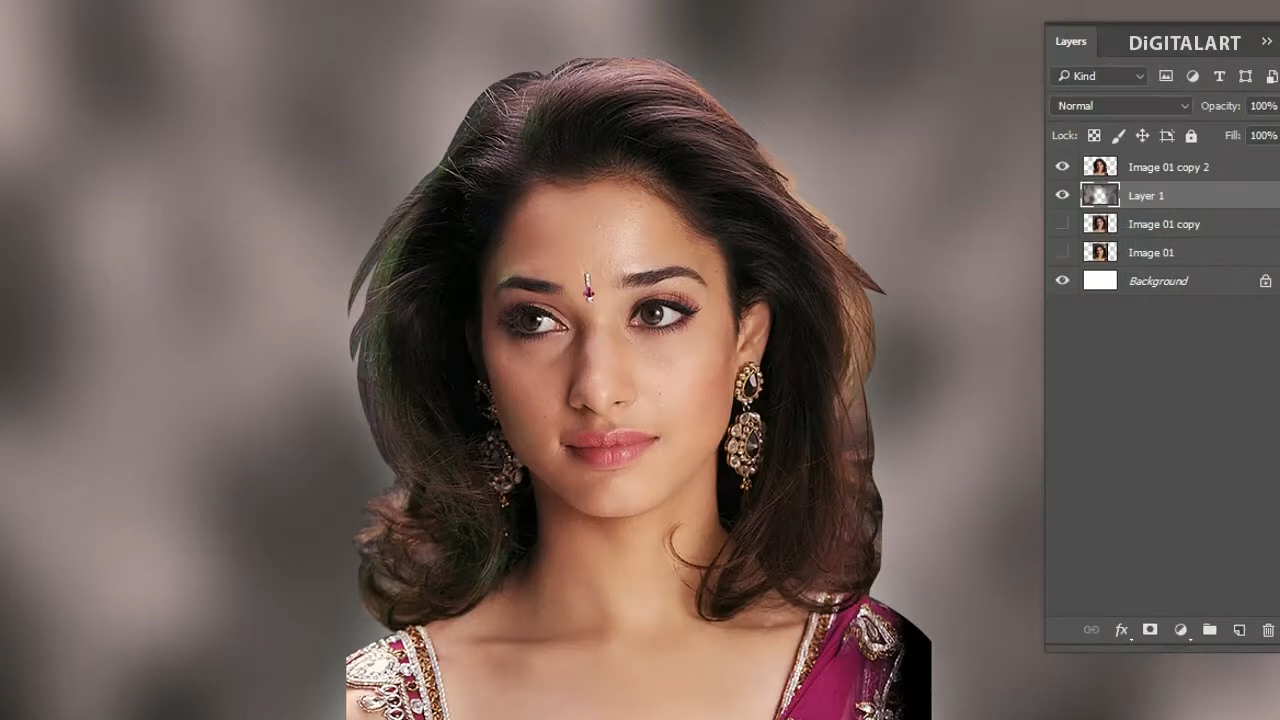 Layers
DiGITALART
Kind
Normal
Opacity: 100%
Lock:
Fill: 100%
Image 01 copy 2
Layer 1
Image 01 copy
Image 01
Background
fx